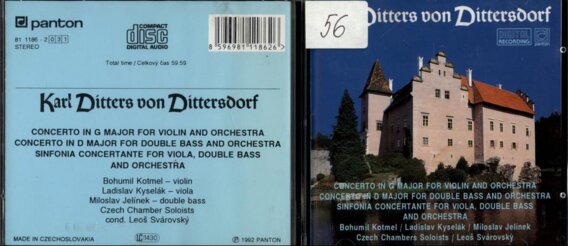 panton
81 1186-2 031
STEREO
COMPACT
disc
DIGITAL AUDIO
8 596981 118626
Total time / Celkový čas 59:59
Karl Ditters von Dittersdorf
CONCERTO IN G MAJOR FOR VIOLIN AND ORCHESTRA
CONCERTO IN D MAJOR FOR DOUBLE BASS AND ORCHESTRA
SINFONIA CONCERTANTE FOR VIOLA, DOUBLE BASS
AND ORCHESTRA
Bohumil Kotmel – violin
Ladislav Kyselák – viola
Miloslav Jelínek – double bass
Czech Chamber Soloists
cond. Leoš Svárovský
MADE IN CZECHOSLOVAKIA
LC 1430
Ⓟ 1992 PANTON
56
Ditters von Dittersdorf
DIGITAL
RECORDING
panton
CONCERTO IN G MAJOR FOR VIOLIN AND ORCHESTRA
CONCERTO IN D MAJOR FOR DOUBLE BASS AND ORCHESTRA
SINFONIA CONCERTANTE FOR VIOLA, DOUBLE BASS
AND ORCHESTRA
Bohumil Kotmel / Ladislav Kyselák / Miloslav Jelínek
Czech Chamber Soloists / Leoš Svárovský